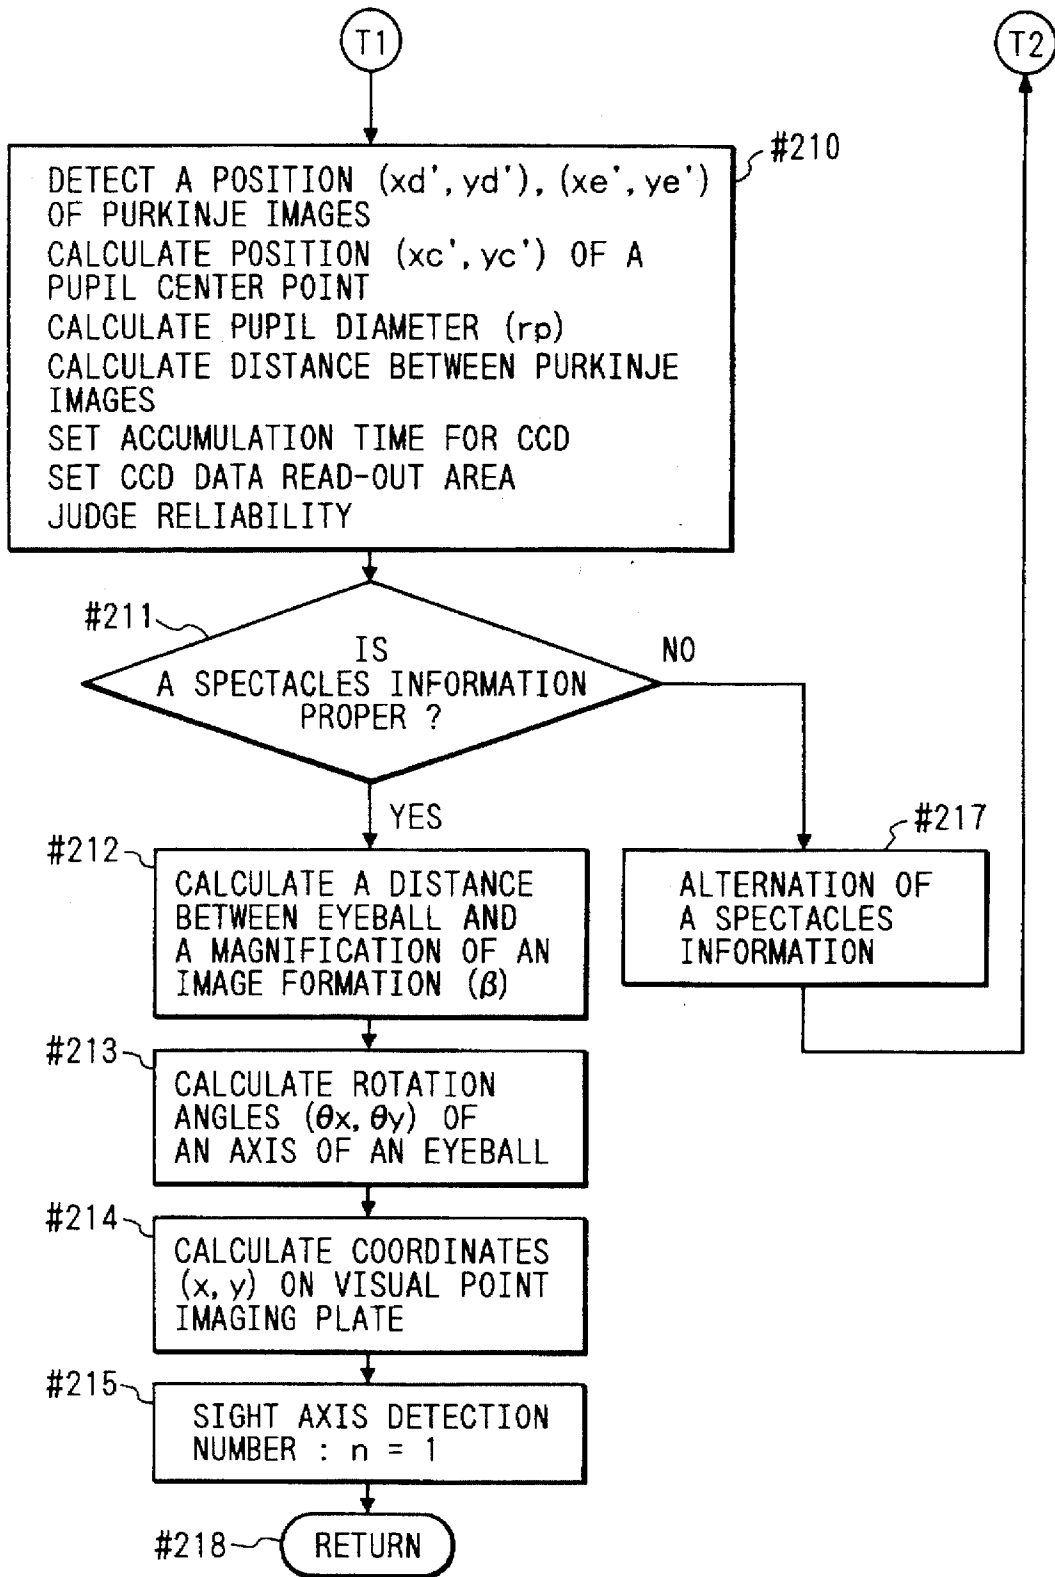 T1
T2
#210
DETECT A POSITION (xd', yd'), (xe', ye')
OF PURKINJE IMAGES
CALCULATE POSITION (xc', yc') OF A
PUPIL CENTER POINT
CALCULATE PUPIL DIAMETER (rp)
CALCULATE DISTANCE BETWEEN PURKINJE
IMAGES
SET ACCUMULATION TIME FOR CCD
SET CCD DATA READ-OUT AREA
JUDGE RELIABILITY
#211
IS
A SPECTACLES INFORMATION
PROPER ?
NO
YES
#212
CALCULATE A DISTANCE
BETWEEN EYEBALL AND
A MAGNIFICATION OF AN
IMAGE FORMATION (β)
#217
ALTERNATION OF
A SPECTACLES
INFORMATION
#213
CALCULATE ROTATION
ANGLES (θx, θy) OF
AN AXIS OF AN EYEBALL
#214
CALCULATE COORDINATES
(x, y) ON VISUAL POINT
IMAGING PLATE
#215
SIGHT AXIS DETECTION
NUMBER : n = 1
#218
RETURN